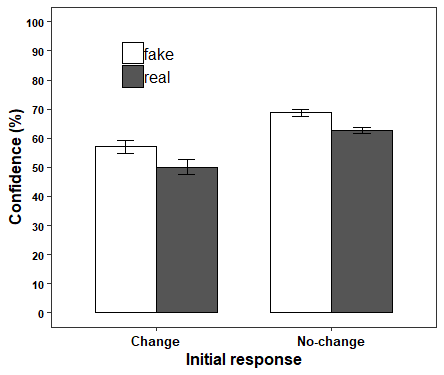 100
90
80
70
60
50
40
30
20
10
0
Confidence (%)
fake
real
Change No-change
Initial response